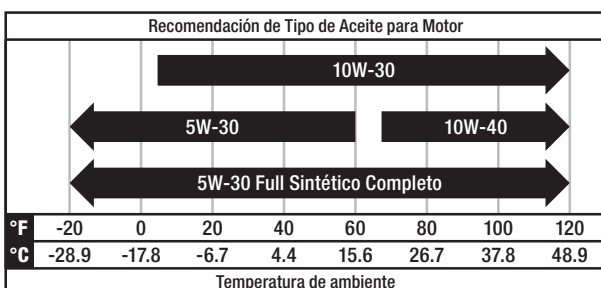 Recomendación de Tipo de Aceite para Motor
10W-30
5W-30 10W-40
5W-30 Full Sintético Completo
°F -20 0 20 40 60 80 100 120
°C -28.9 -17.8 -6.7 4.4 15.6 26.7 37.8 48.9
Temperatura de ambiente